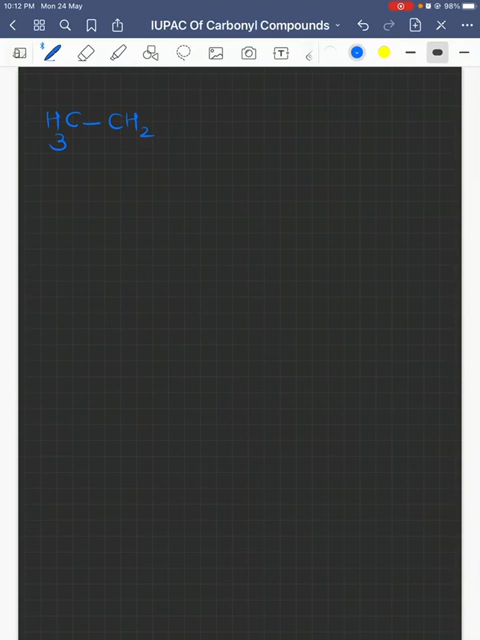 10:12 PM Mon 24 May 98%
IUPAC Of Carbonyl Compounds
H₃C — CH₂